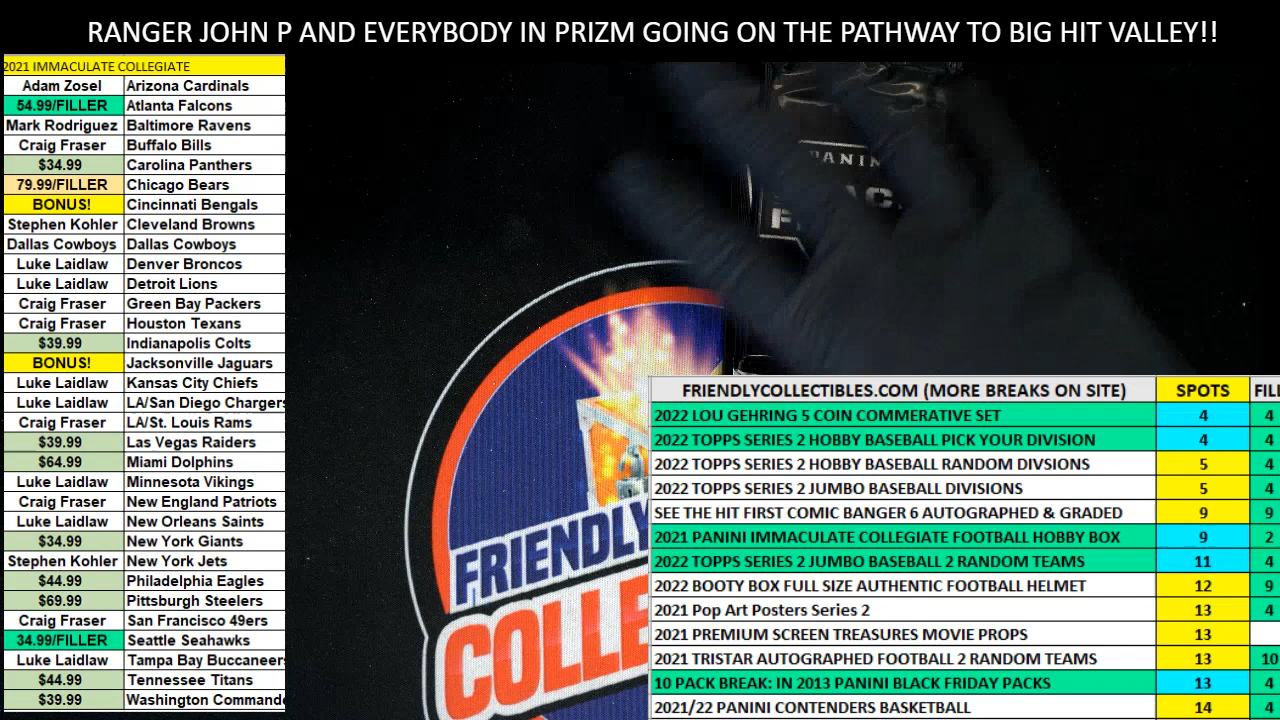 RANGER JOHN P AND EVERYBODY IN PRIZM GOING ON THE PATHWAY TO BIG HIT VALLEY!!
2021 IMMACULATE COLLEGIATE
Adam Zosel Arizona Cardinals
54.99/FILLER Atlanta Falcons
Mark Rodriguez Baltimore Ravens
Craig Fraser Buffalo Bills
$34.99 Carolina Panthers
79.99/FILLER Chicago Bears
BONUS! Cincinnati Bengals
Stephen Kohler Cleveland Browns
Dallas Cowboys Dallas Cowboys
Luke Laidlaw Denver Broncos
Luke Laidlaw Detroit Lions
Craig Fraser Green Bay Packers
Craig Fraser Houston Texans
$39.99 Indianapolis Colts
BONUS! Jacksonville Jaguars
Luke Laidlaw Kansas City Chiefs
Luke Laidlaw LA/San Diego Chargers
Craig Fraser LA/St. Louis Rams
$39.99 Las Vegas Raiders
$64.99 Miami Dolphins
Luke Laidlaw Minnesota Vikings
Craig Fraser New England Patriots
Luke Laidlaw New Orleans Saints
$34.99 New York Giants
Stephen Kohler New York Jets
$44.99 Philadelphia Eagles
$69.99 Pittsburgh Steelers
Craig Fraser San Francisco 49ers
34.99/FILLER Seattle Seahawks
Luke Laidlaw Tampa Bay Buccaneer
$44.99 Tennessee Titans
$39.99 Washington Command
PANIN
FRIENDLY
COLLE
FRIENDLYCOLLECTIBLES.COM (MORE BREAKS ON SITE) SPOTS FIL
2022 LOU GEHRING 5 COIN COMMERATIVE SET 4 4
2022 TOPPS SERIES 2 HOBBY BASEBALL PICK YOUR DIVISION 4 4
2022 TOPPS SERIES 2 HOBBY BASEBALL RANDOM DIVSIONS 5 4
2022 TOPPS SERIES 2 JUMBO BASEBALL DIVISIONS 5 4
SEE THE HIT FIRST COMIC BANGER 6 AUTOGRAPHED & GRADED 9 9
2021 PANINI IMMACULATE COLLEGIATE FOOTBALL HOBBY BOX 9 2
2022 TOPPS SERIES 2 JUMBO BASEBALL 2 RANDOM TEAMS 11 4
2022 BOOTY BOX FULL SIZE AUTHENTIC FOOTBALL HELMET 12 9
2021 Pop Art Posters Series 2 13 4
2021 PREMIUM SCREEN TREASURES MOVIE PROPS 13
2021 TRISTAR AUTOGRAPHED FOOTBALL 2 RANDOM TEAMS 13 10
10 PACK BREAK: IN 2013 PANINI BLACK FRIDAY PACKS 13 4
2021/22 PANINI CONTENDERS BASKETBALL 14 4